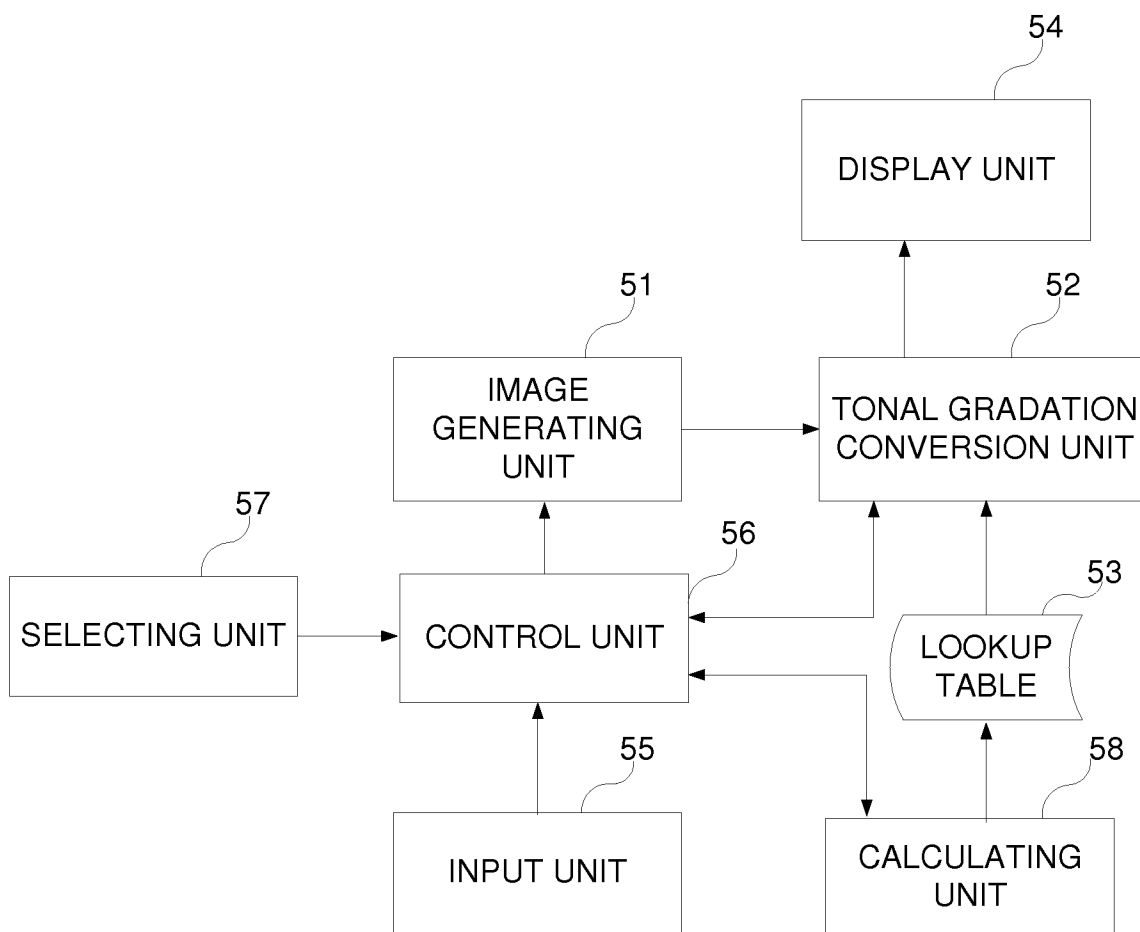 54
DISPLAY UNIT
51
52
IMAGE
GENERATING
UNIT
TONAL GRADATION
CONVERSION UNIT
57
56
53
SELECTING UNIT
CONTROL UNIT
LOOKUP
TABLE
55
58
INPUT UNIT
CALCULATING
UNIT